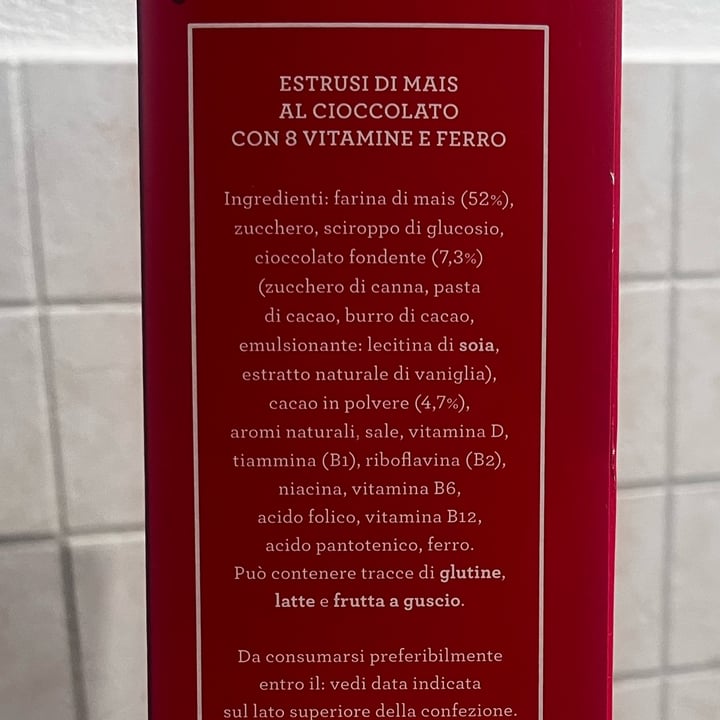 ESTRUSI DI MAIS
AL CIOCCOLATO
CON 8 VITAMINE E FERRO
Ingredienti: farina di mais (52%),
zucchero, sciroppo di glucosio,
cioccolato fondente (7,3%)
(zucchero di canna, pasta
di cacao, burro di cacao,
emulsionante: lecitina di soia,
estratto naturale di vaniglia),
cacao in polvere (4,7%),
aromi naturali, sale, vitamina D,
tiammina (B1), riboflavina (B2),
niacina, vitamina B6,
acido folico, vitamina B12,
acido pantotenico, ferro.
Può contenere tracce di glutine,
latte e frutta a guscio.
Da consumarsi preferibilmente
entro il: vedi data indicata
sul lato superiore della confezione.